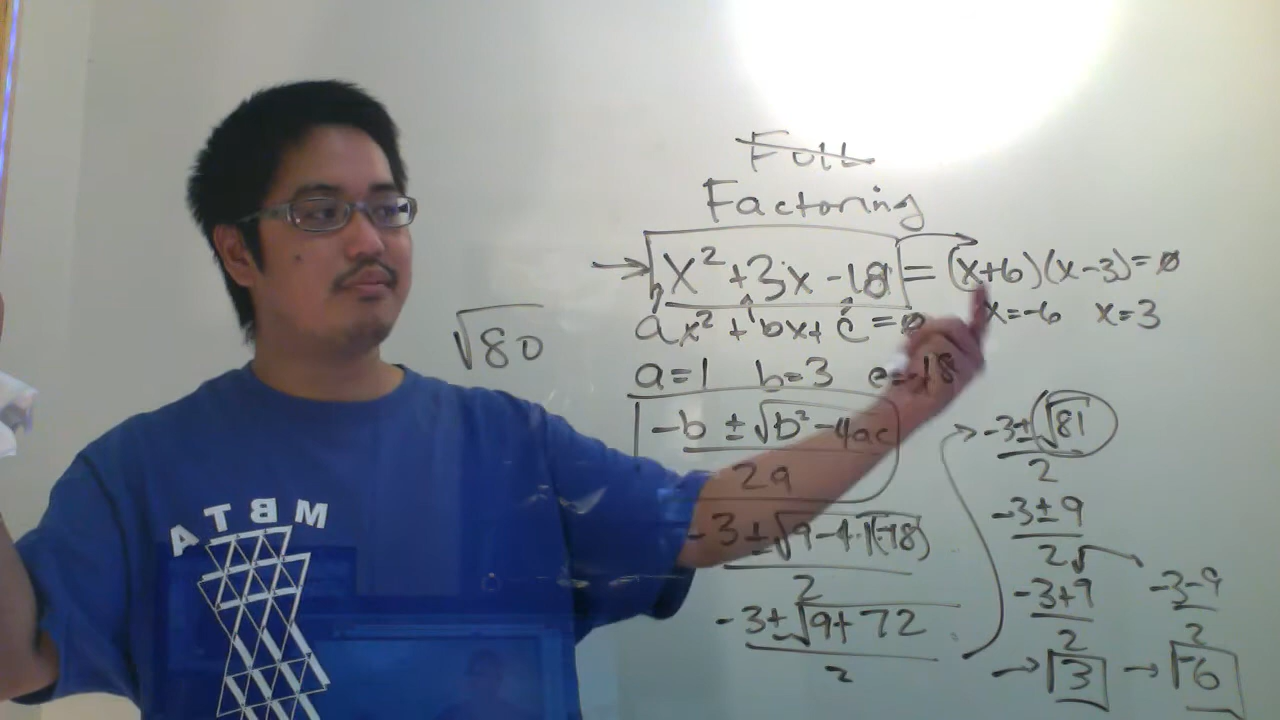 FOIL
Factoring
x² + 3x - 18 = (x+6)(x-3) = 0
x=-6 x=3
√80
ax² + bx + c = 0
a=1 b=3 c=-18
-b ± √b²-4ac
2a
-3 ± √9-4·1(-18)
2
-3 ± √9+72
2
-3 ± √81
2
-3 ± 9
2
-3+9
2
3
-3-9
2
-6
MBTA